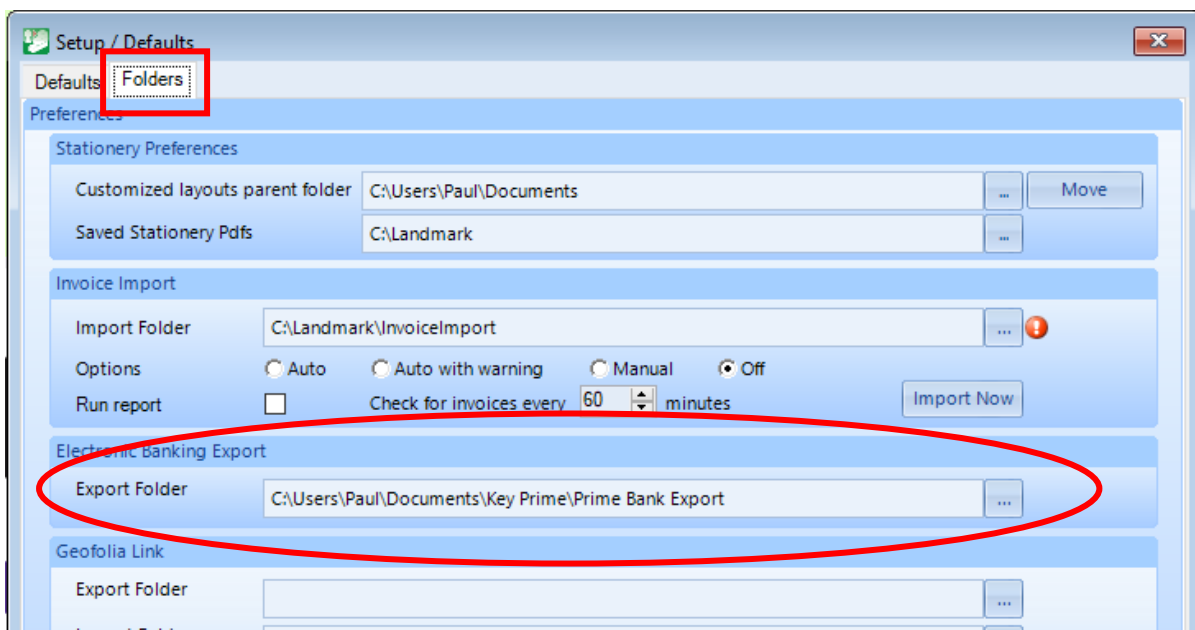 Setup / Defaults
Defaults Folders
Preferences
Stationery Preferences
Customized layouts parent folder C:\Users\Paul\Documents ... Move
Saved Stationery Pdfs C:\Landmark ...
Invoice Import
Import Folder C:\Landmark\InvoiceImport ...
Options Auto Auto with warning Manual Off
Run report Check for invoices every 60 minutes Import Now
Electronic Banking Export
Export Folder C:\Users\Paul\Documents\Key Prime\Prime Bank Export ...
Geofolia Link
Export Folder ...